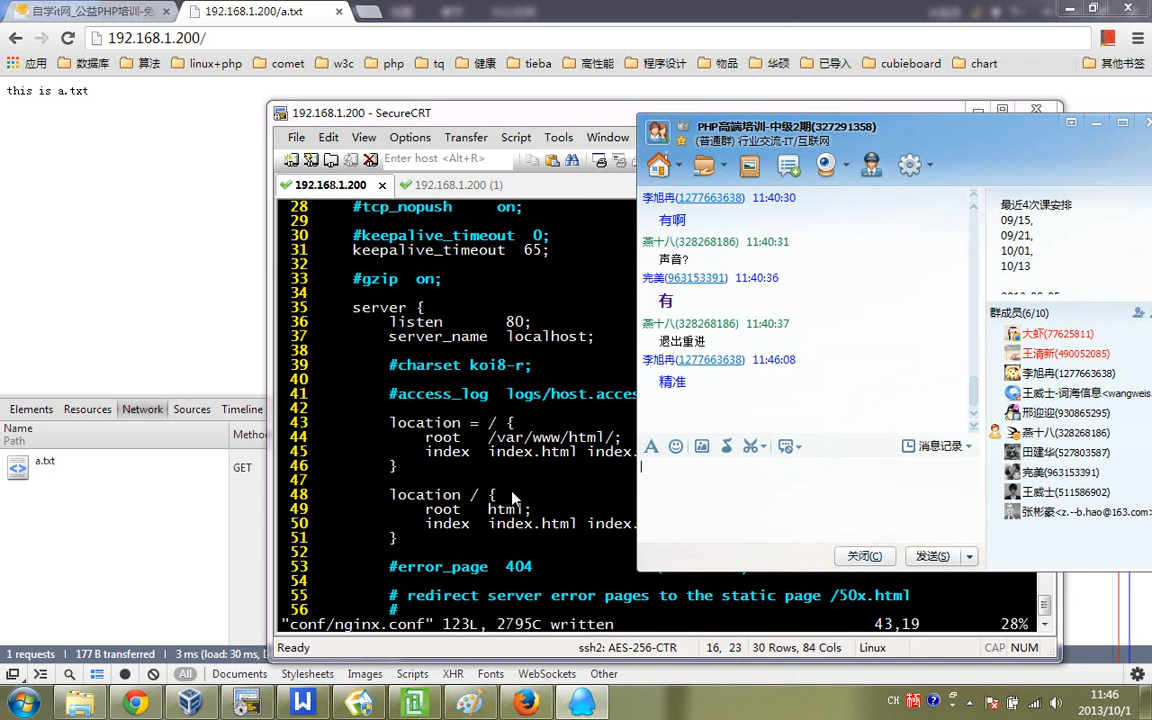 自学it网_公益PHP培训-免
192.168.1.200/a.txt
192.168.1.200/
应用 数据库 算法 linux+php comet w3c php tq 健康 tieba 高性能 程序设计 物品 华硕 已导入 cubieboard chart 其他书签
this is a.txt
192.168.1.200 - SecureCRT
File Edit View Options Transfer Script Tools Window
Enter host <Alt+R>
192.168.1.200
192.168.1.200 (1)
28 #tcp_nopush on;
29
30 #keepalive_timeout 0;
31 keepalive_timeout 65;
32
33 #gzip on;
34
35 server {
36 listen 80;
37 server_name localhost;
38
39 #charset koi8-r;
40
41 #access_log logs/host.acces
42
43 location = / {
44 root /var/www/html/;
45 index index.html index.
46 }
47
48 location / {
49 root html;
50 index index.html index.
51 }
52
53 #error_page 404
54
55 # redirect server error pages to the static page /50x.html
56 #
"conf/nginx.conf" 123L, 2795C written 43,19 28%
Ready ssh2: AES-256-CTR 16, 23 30 Rows, 84 Cols Linux CAP NUM
PHP高端培训-中级2期(327291358)
(普通群) 行业交流-IT/互联网
李旭冉(1277663638) 11:40:30
有啊
燕十八(328268186) 11:40:31
声音?
完美(963153391) 11:40:36
有
燕十八(328268186) 11:40:37
退出重进
李旭冉(1277663638) 11:46:08
精准
消息记录
关闭(C) 发送(S)
最近4次课安排
09/15,
09/21,
10/01,
10/13
群成员(6/10)
大虾(77625811)
王清新(490052085)
李旭冉(1277663638)
王威士-词海信息<wangweis
邢迎迎(930865295)
燕十八(328268186)
田建华(527803587)
完美(963153391)
王威士(511586902)
张彬豪<z.--b.hao@163.com>
Elements Resources Network Sources Timeline
Name
Path
Metho
a.txt
GET
1 requests 177 B transferred 3 ms (load: 30 ms,
All Documents Stylesheets Images Scripts XHR Fonts WebSockets Other
CH
11:46
2013/10/1